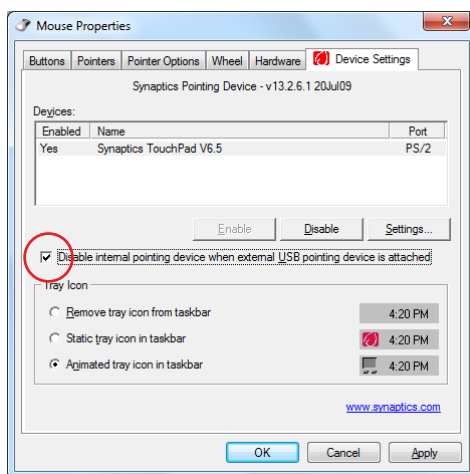 Mouse Properties
Buttons Pointers Pointer Options Wheel Hardware Device Settings
Synaptics Pointing Device - v13.2.6.1 20Jul09
Devices:
Enabled Name Port
Yes Synaptics TouchPad V6.5 PS/2
Enable Disable Settings...
Disable internal pointing device when external USB pointing device is attached
Tray Icon
Remove tray icon from taskbar 4:20 PM
Static tray icon in taskbar 4:20 PM
Animated tray icon in taskbar 4:20 PM
www.synaptics.com
OK Cancel Apply